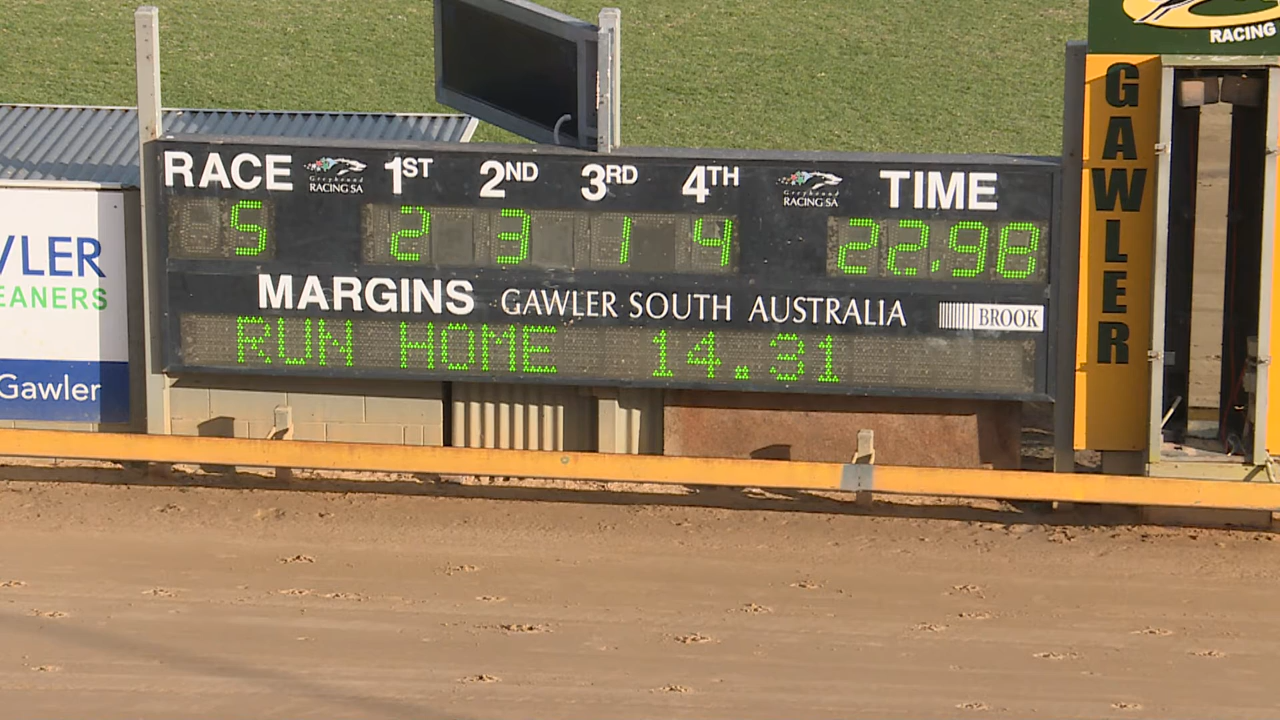 RACING
GAWLER
RACE 1ST 2ND 3RD 4TH TIME
Greyhound
RACING SA
Greyhound
RACING SA
5 2 3 1 4 22.98
MARGINS GAWLER SOUTH AUSTRALIA BROOK
RUN HOME 14.31
WLER
EANERS
Gawler